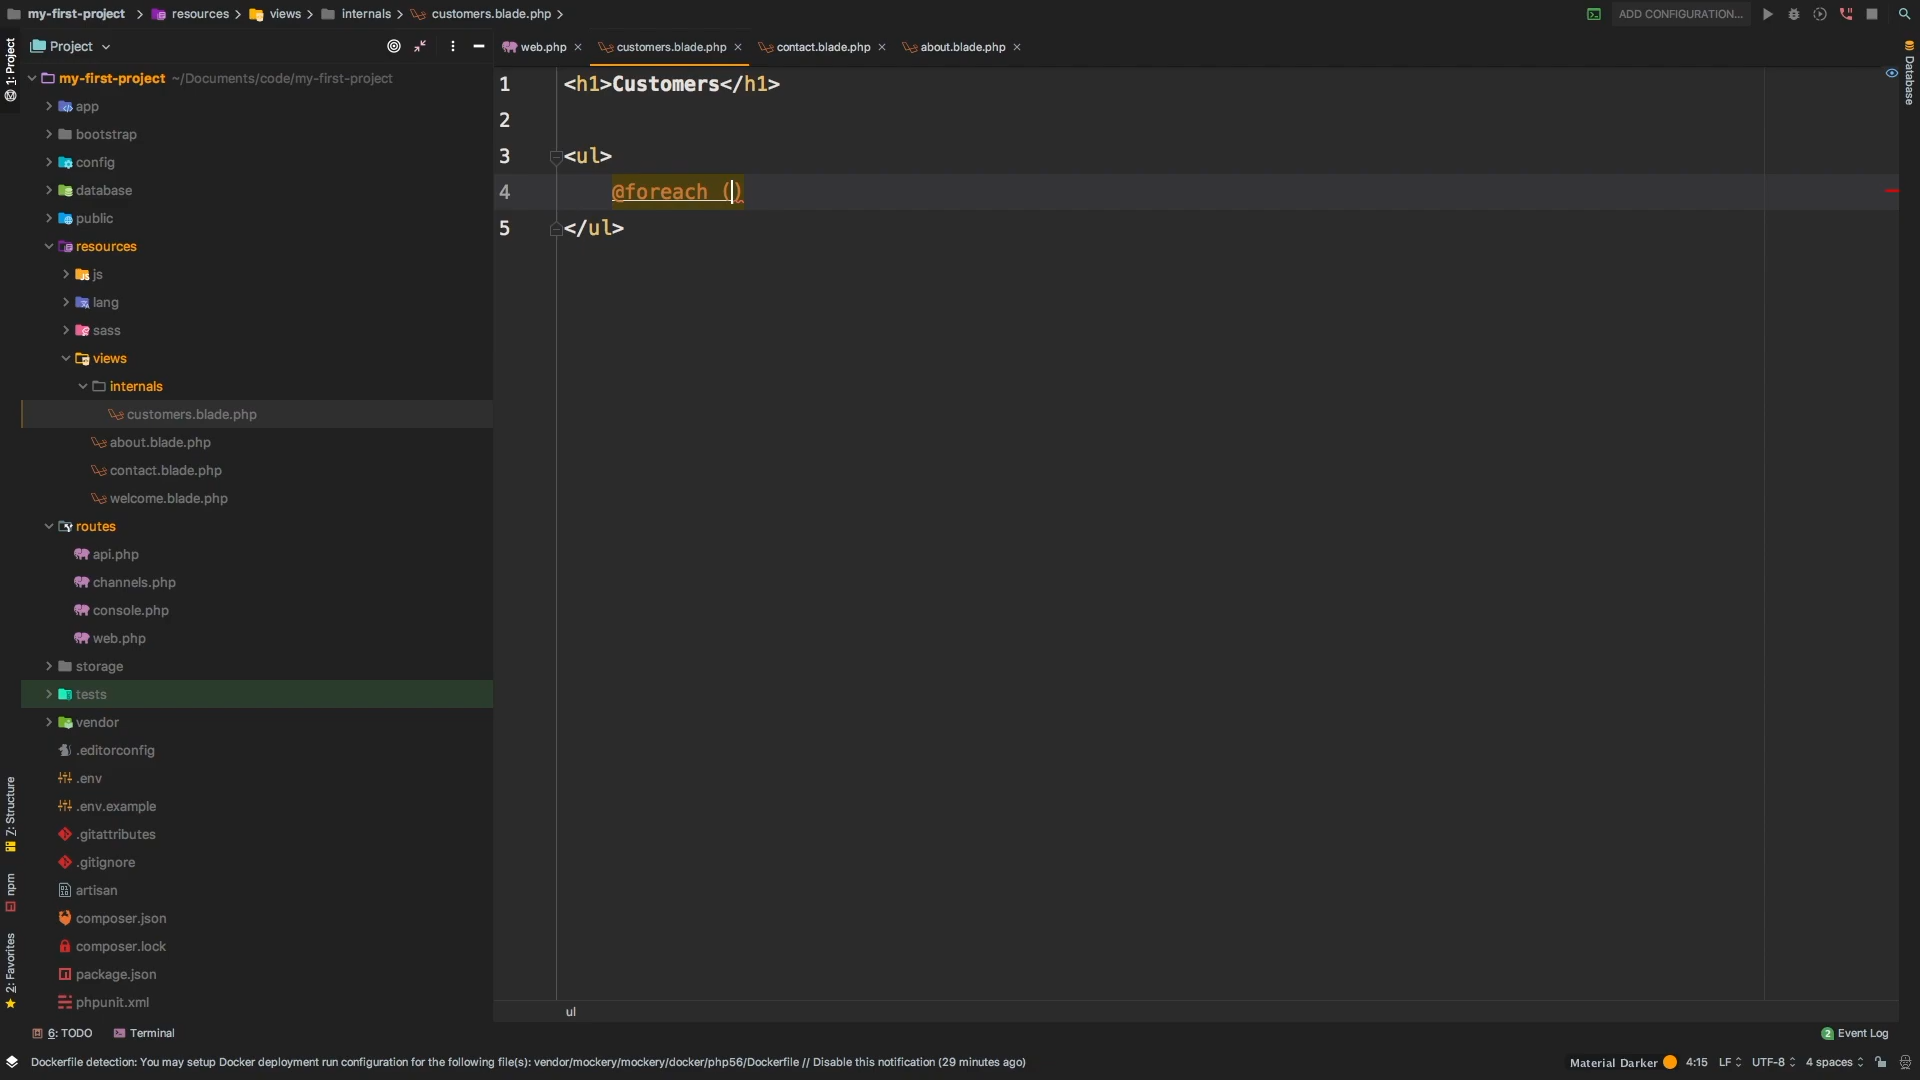 my-first-project resources views internals customers.blade.php ADD CONFIGURATION...
Project
web.php customers.blade.php contact.blade.php about.blade.php
1: Project
Database
my-first-project ~/Documents/code/my-first-project
app
bootstrap
config
database
public
resources
js
lang
sass
views
internals
customers.blade.php
about.blade.php
contact.blade.php
welcome.blade.php
routes
api.php
channels.php
console.php
web.php
storage
tests
vendor
.editorconfig
.env
.env.example
.gitattributes
.gitignore
artisan
composer.json
composer.lock
package.json
phpunit.xml
1 <h1>Customers</h1>
2
3 <ul>
4 @foreach ()
5 </ul>
ul
Z: Structure
npm
2: Favorites
6: TODO Terminal 2 Event Log
Dockerfile detection: You may setup Docker deployment run configuration for the following file(s): vendor/mockery/mockery/docker/php56/Dockerfile // Disable this notification (29 minutes ago) Material Darker 4:15 LF UTF-8 4 spaces